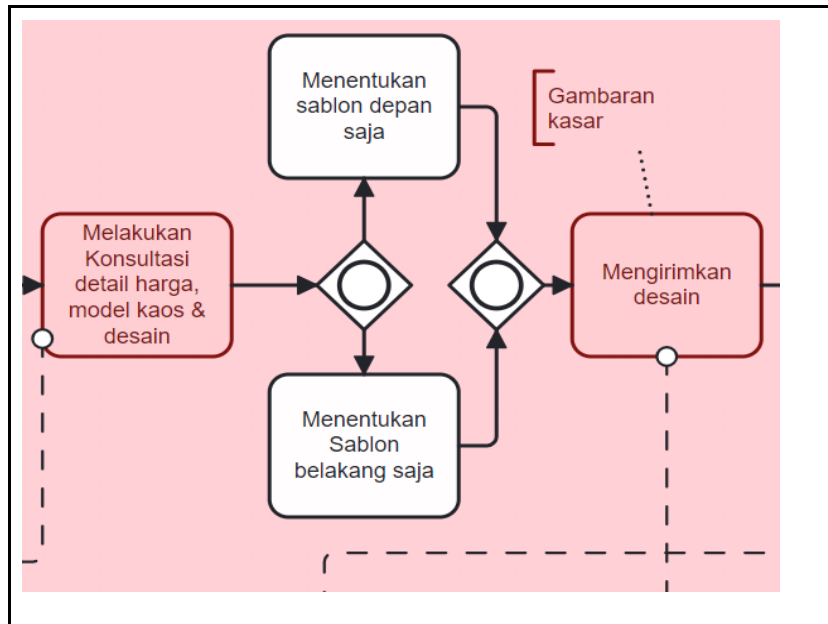 Menentukan
sablon depan
saja
Gambaran
kasar
Melakukan
Konsultasi
detail harga,
model kaos &
desain
Mengirimkan
desain
Menentukan
Sablon
belakang saja